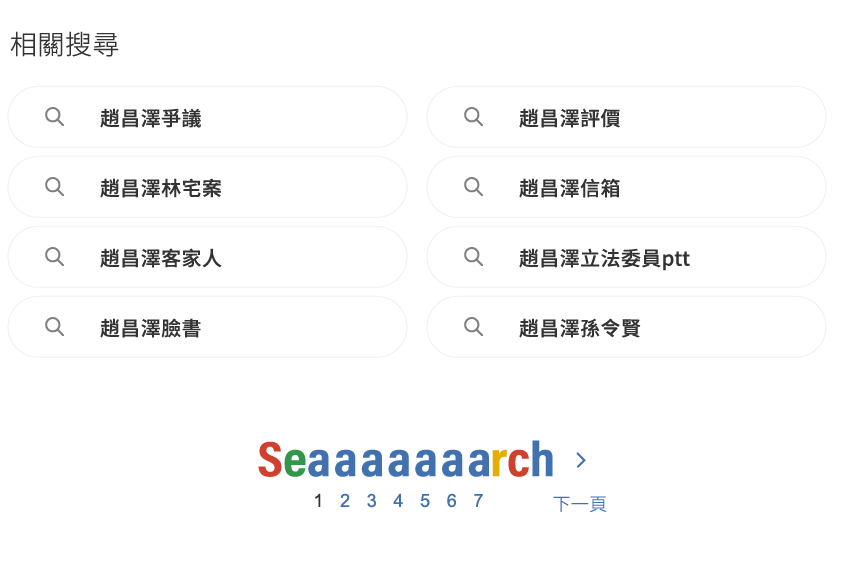 相關搜尋
趙昌澤爭議
趙昌澤評價
趙昌澤林宅案
趙昌澤信箱
趙昌澤客家人
趙昌澤立法委員ptt
趙昌澤臉書
趙昌澤孫令賢
Seaaaaaaarch >
1 2 3 4 5 6 7 下一頁